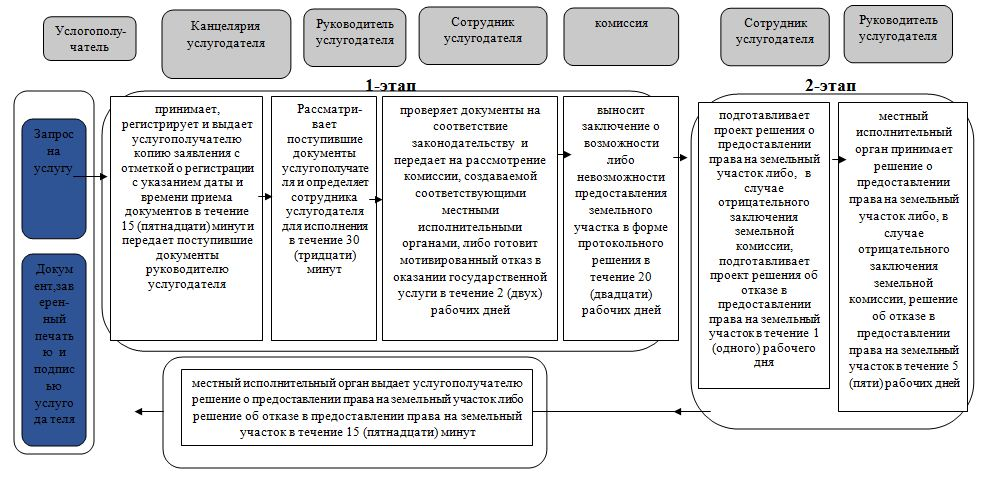 Услогополу-
чатель
Канцелярия
услугодателя
Руководитель
услугодателя
Сотрудник
услугодателя
комиссия
Сотрудник
услугодателя
Руководитель
услугодателя
1-этап
2-этап
Запрос
на
услугу
Докум
ент,зав
ерен-
ный
печать
ю и
подпис
ью
услуго
да теля
принимает,
регистрирует и выдает
услугополучателю
копию заявления с
отметкой о регистрации
с указанием даты и
времени приема
документов в течение
15 (пятнадцати) минут и
передает поступившие
документы
руководителю
услугодателя
Рассматри-
вает
поступившие
документы
услугополучате
ля и определяет
сотрудника
услугодателя
для исполнения
в течение 30
(тридцати)
минут
проверяет документы на
соответствие
законодательству и
передает на рассмотрение
комиссии, создаваемой
соответствующими
местными
исполнительными
органами, либо готовит
мотивированный отказ в
оказании государственной
услуги в течение 2 (двух)
рабочих дней
выносит
заключение о
возможности
либо
невозможности
предоставления
земельного
участка в форме
протокольного
решения в
течение 20
(двадцати)
рабочих дней
подготавливает
проект решения о
предоставлении
права на земельный
участок либо, в
случае
отрицательного
заключения
земельной
комиссии,
подготавливает
проект решения об
отказе в
предоставлении
права на земельный
участок в течение 1
(одного) рабочего
дня
местный
исполнительный
орган принимает
решение о
предоставлении
права на земельный
участок либо, в
случае
отрицательного
заключения
земельной
комиссии, решение
об отказе в
предоставлении
права на земельный
участок в течение 5
(пяти) рабочих дней
местный исполнительный орган выдает услугополучателю
решение о предоставлении права на земельный участок либо
решение об отказе в предоставлении права на земельный
участок в течение 15 (пятнадцати) минут